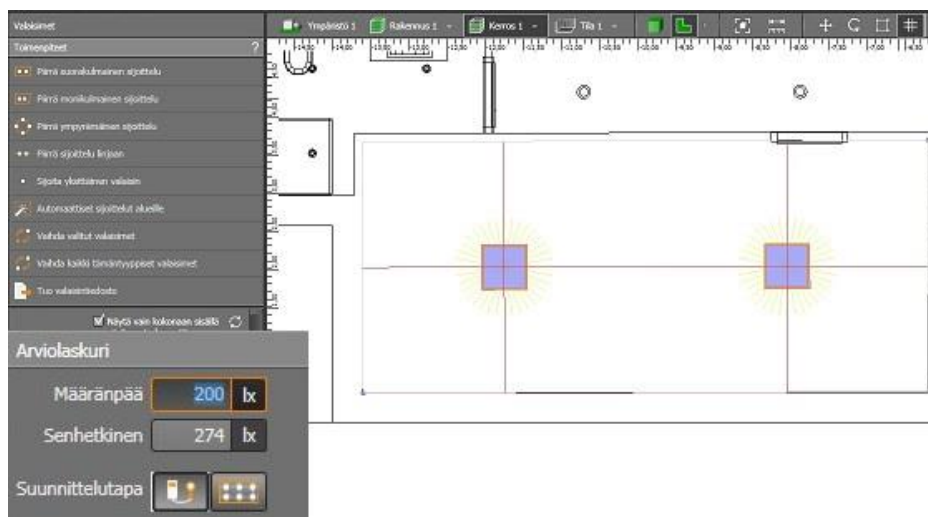 Valaisimet
Ympäristö 1
Rakennus 1
Kerros 1
Tila 1
Toimenpiteet
?
Piirrä suorakulmainen sijoittelu
Piirrä monikulmainen sijoittelu
Piirrä ympyrämäinen sijoittelu
Piirrä sijoittelu linjaan
Sijoita yksittäinen valaisin
Automaattiset sijoittelut alueille
Vaihda valitut valaisimet
Vaihda kaikki tämäntyyppiset valaisimet
Tuo valaisintiedosto
Näytä vain kokonaan sisällä
Arviolaskuri
Määränpää 200 lx
Senhetkinen 274 lx
Suunnittelutapa